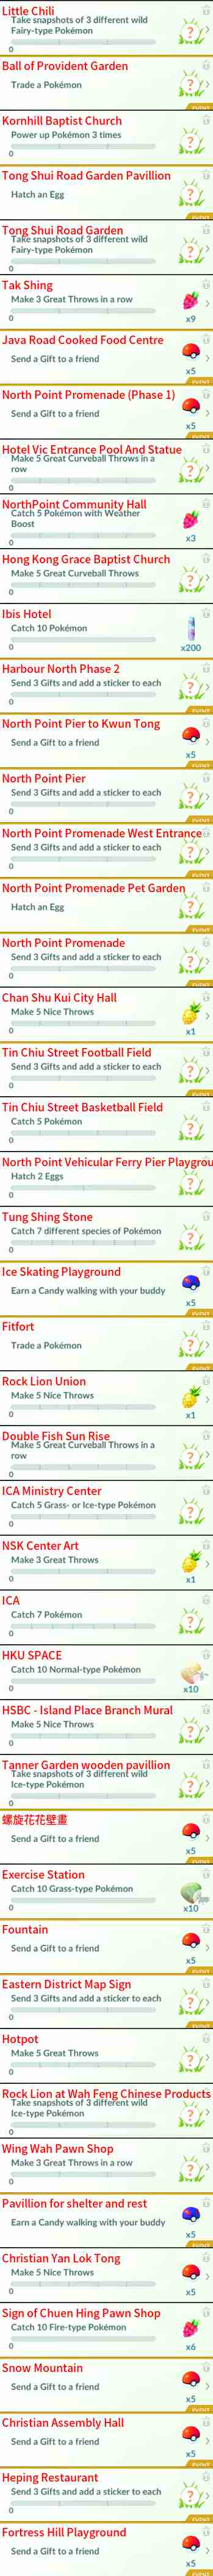 Little Chili
Take snapshots of 3 different wild
Fairy-type Pokémon
?
0
Ball of Provident Garden
Trade a Pokémon
?
EVENT
Kornhill Baptist Church
Power up Pokémon 3 times
?
0
Tong Shui Road Garden Pavillion
Hatch an Egg
?
EVENT
Tong Shui Road Garden
Take snapshots of 3 different wild
Fairy-type Pokémon
?
0
Tak Shing
Make 3 Great Throws in a row
0
x9
Java Road Cooked Food Centre
Send a Gift to a friend
x5
EVENT
North Point Promenade (Phase 1)
Send a Gift to a friend
x5
EVENT
Hotel Vic Entrance Pool And Statue
Make 5 Great Curveball Throws in a
row
?
0
NorthPoint Community Hall
Catch 5 Pokémon with Weather
Boost
0
x3
Hong Kong Grace Baptist Church
Make 5 Great Curveball Throws
?
0
Ibis Hotel
Catch 10 Pokémon
0
x200
Harbour North Phase 2
Send 3 Gifts and add a sticker to each
?
0
EVENT
North Point Pier to Kwun Tong
Send a Gift to a friend
x5
EVENT
North Point Pier
Send 3 Gifts and add a sticker to each
?
0
EVENT
North Point Promenade West Entrance
Send 3 Gifts and add a sticker to each
?
0
EVENT
North Point Promenade Pet Garden
Hatch an Egg
?
EVENT
North Point Promenade
Send 3 Gifts and add a sticker to each
?
0
EVENT
Chan Shu Kui City Hall
Make 5 Nice Throws
0
x1
Tin Chiu Street Football Field
Send 3 Gifts and add a sticker to each
?
0
EVENT
Tin Chiu Street Basketball Field
Catch 5 Pokémon
?
0
North Point Vehicular Ferry Pier Playgrou
Hatch 2 Eggs
?
0
Tung Shing Stone
Catch 7 different species of Pokémon
?
0
Ice Skating Playground
Earn a Candy walking with your buddy
x5
EVENT
Fitfort
Trade a Pokémon
?
EVENT
Rock Lion Union
Make 5 Nice Throws
0
x1
Double Fish Sun Rise
Make 5 Great Curveball Throws in a
row
?
0
ICA Ministry Center
Catch 5 Grass- or Ice-type Pokémon
?
0
NSK Center Art
Make 3 Great Throws
0
x1
ICA
Catch 7 Pokémon
?
0
HKU SPACE
Catch 10 Normal-type Pokémon
0
x10
HSBC - Island Place Branch Mural
Make 5 Nice Throws
?
0
Tanner Garden wooden pavillion
Take snapshots of 3 different wild
Ice-type Pokémon
?
0
螺旋花花壁畫
Send a Gift to a friend
x5
EVENT
Exercise Station
Catch 10 Grass-type Pokémon
0
x10
Fountain
Send a Gift to a friend
x5
EVENT
Eastern District Map Sign
Send 3 Gifts and add a sticker to each
?
0
EVENT
Hotpot
Make 5 Great Throws
?
0
Rock Lion at Wah Feng Chinese Products
Take snapshots of 3 different wild
Ice-type Pokémon
?
0
Wing Wah Pawn Shop
Make 3 Great Throws in a row
?
0
Pavillion for shelter and rest
Earn a Candy walking with your buddy
x5
EVENT
Christian Yan Lok Tong
Make 5 Nice Throws
0
x5
Sign of Chuen Hing Pawn Shop
Catch 10 Fire-type Pokémon
0
x6
Snow Mountain
Send a Gift to a friend
x5
EVENT
Christian Assembly Hall
Send a Gift to a friend
x5
EVENT
Heping Restaurant
Send 3 Gifts and add a sticker to each
?
0
EVENT
Fortress Hill Playground
Send a Gift to a friend
x5
EVENT